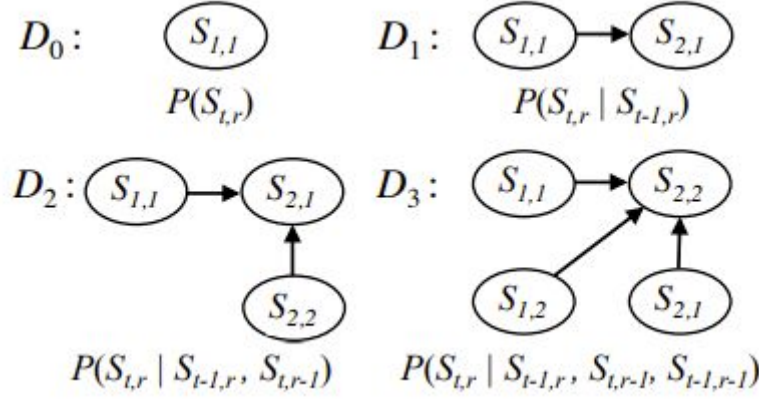 D₀: S₁,₁ D₁: S₁,₁ S₂,₁
P(Sₜ,ᵣ) P(Sₜ,ᵣ | Sₜ₋₁,ᵣ)
D₂: S₁,₁ S₂,₁ D₃: S₁,₁ S₂,₂
S₂,₂ S₁,₂ S₂,₁
P(Sₜ,ᵣ | Sₜ₋₁,ᵣ, Sₜ,ᵣ₋₁) P(Sₜ,ᵣ | Sₜ₋₁,ᵣ, Sₜ,ᵣ₋₁, Sₜ₋₁,ᵣ₋₁)